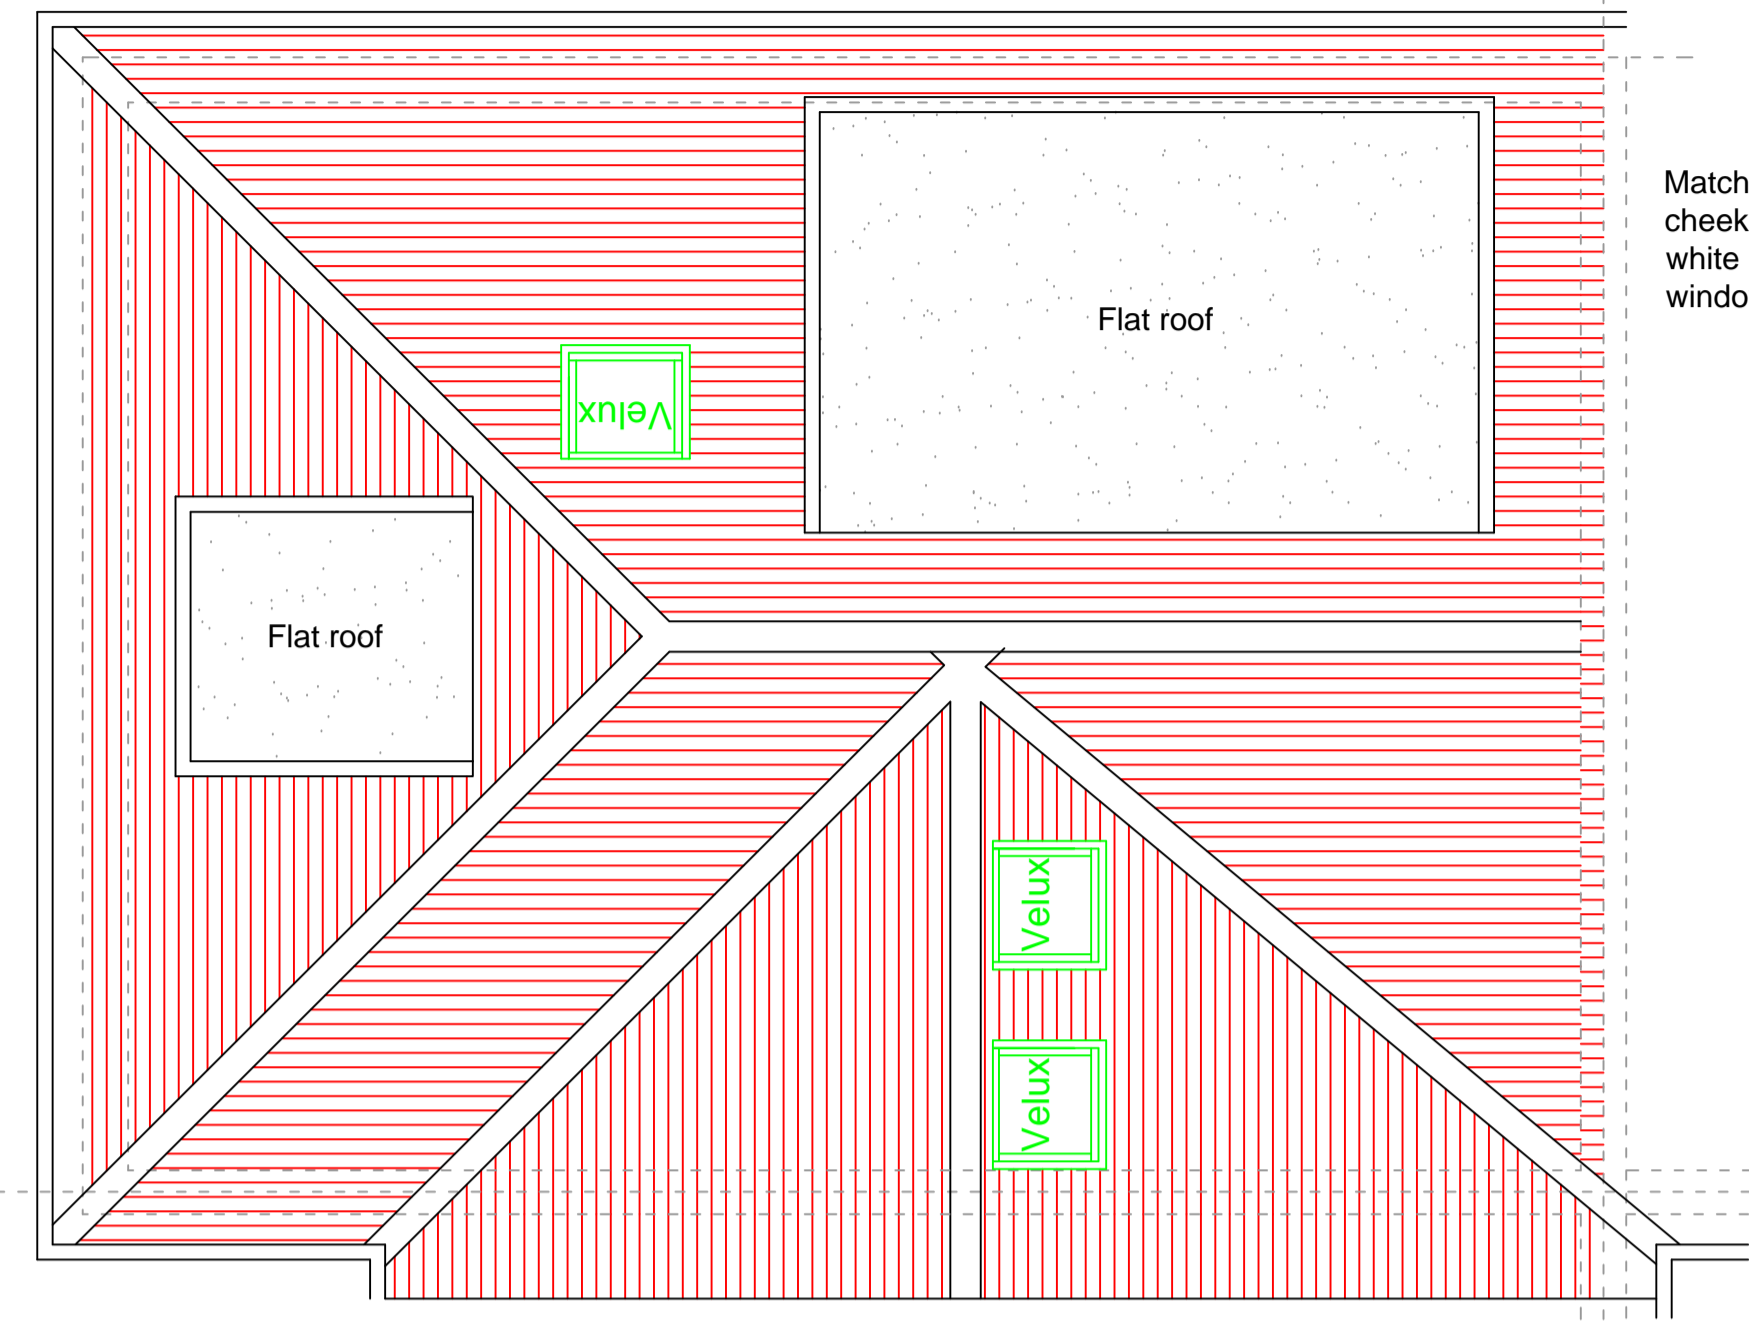 Match
cheek
white
windo
Flat roof
Velux
Flat roof
Velux
Velux